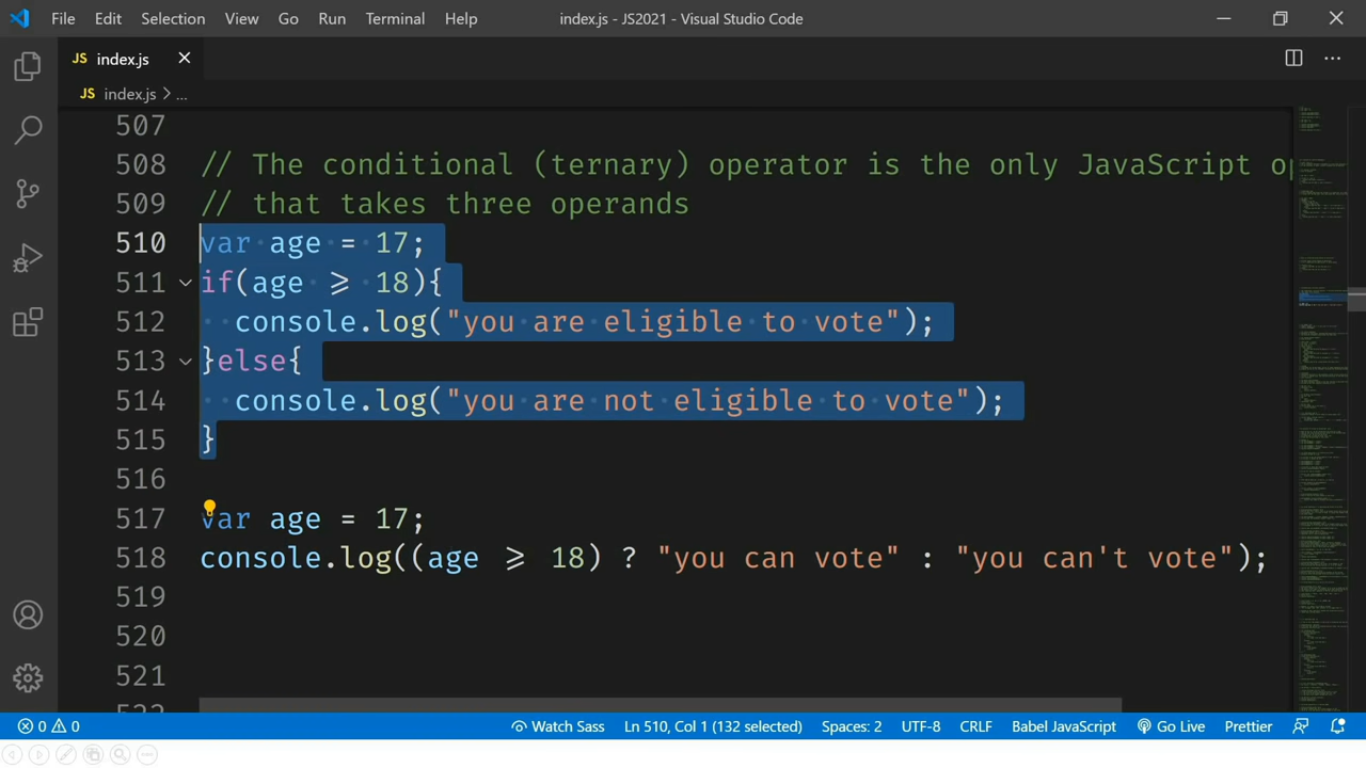 File Edit Selection View Go Run Terminal Help index.js - JS2021 - Visual Studio Code
JS index.js
JS index.js > ...
507
508 // The conditional (ternary) operator is the only JavaScript op
509 // that takes three operands
510 var age = 17;
511 if(age >= 18){
512 console.log("you are eligible to vote");
513 }else{
514 console.log("you are not eligible to vote");
515 }
516
517 var age = 17;
518 console.log((age >= 18) ? "you can vote" : "you can't vote");
519
520
521
0 0 Watch Sass Ln 510, Col 1 (132 selected) Spaces: 2 UTF-8 CRLF Babel JavaScript Go Live Prettier